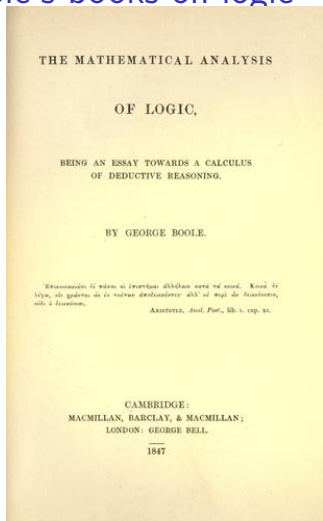 books on logic
THE MATHEMATICAL ANALYSIS
OF LOGIC,
BEING AN ESSAY TOWARDS A CALCULUS
OF DEDUCTIVE REASONING.
BY GEORGE BOOLE.
ARISTOTLE, Anal. Post., lib. I. cap. XI.
CAMBRIDGE:
MACMILLAN, BARCLAY, & MACMILLAN;
LONDON: GEORGE BELL.
1847